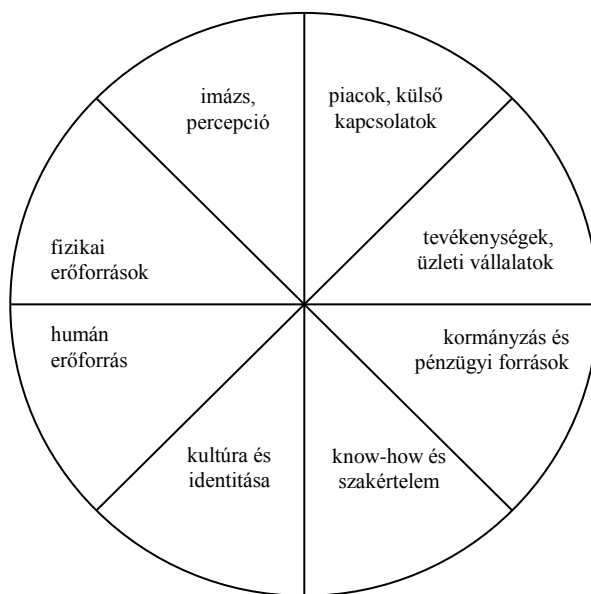 imázs,
percepció
piacok, külső
kapcsolatok
fizikai
erőforrások
tevékenységek,
üzleti vállalatok
humán
erőforrás
kormányzás és
pénzügyi források
kultúra és
identitása
know-how és
szakértelem